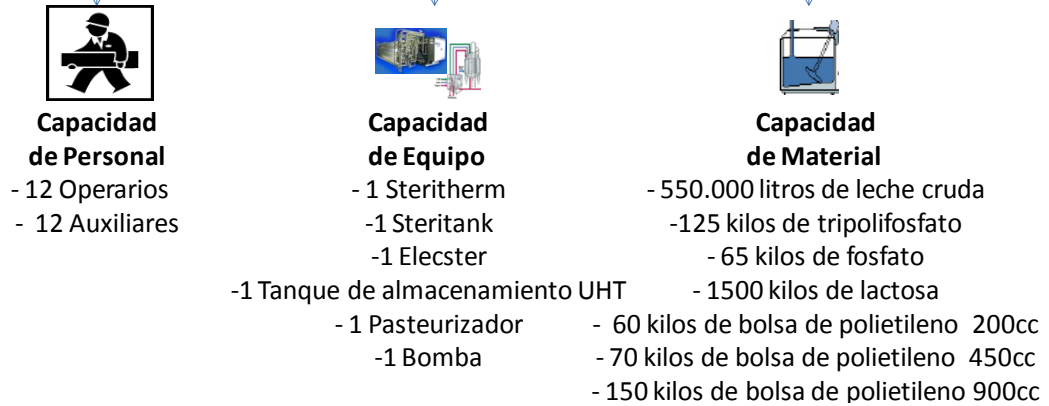 Capacidad
de Personal
- 12 Operarios
- 12 Auxiliares
Capacidad
de Equipo
- 1 Steritherm
-1 Steritank
-1 Elecster
-1 Tanque de almacenamiento UHT
- 1 Pasteurizador
-1 Bomba
Capacidad
de Material
- 550.000 litros de leche cruda
-125 kilos de tripolifosfato
- 65 kilos de fosfato
- 1500 kilos de lactosa
- 60 kilos de bolsa de polietileno 200cc
- 70 kilos de bolsa de polietileno 450cc
- 150 kilos de bolsa de polietileno 900cc